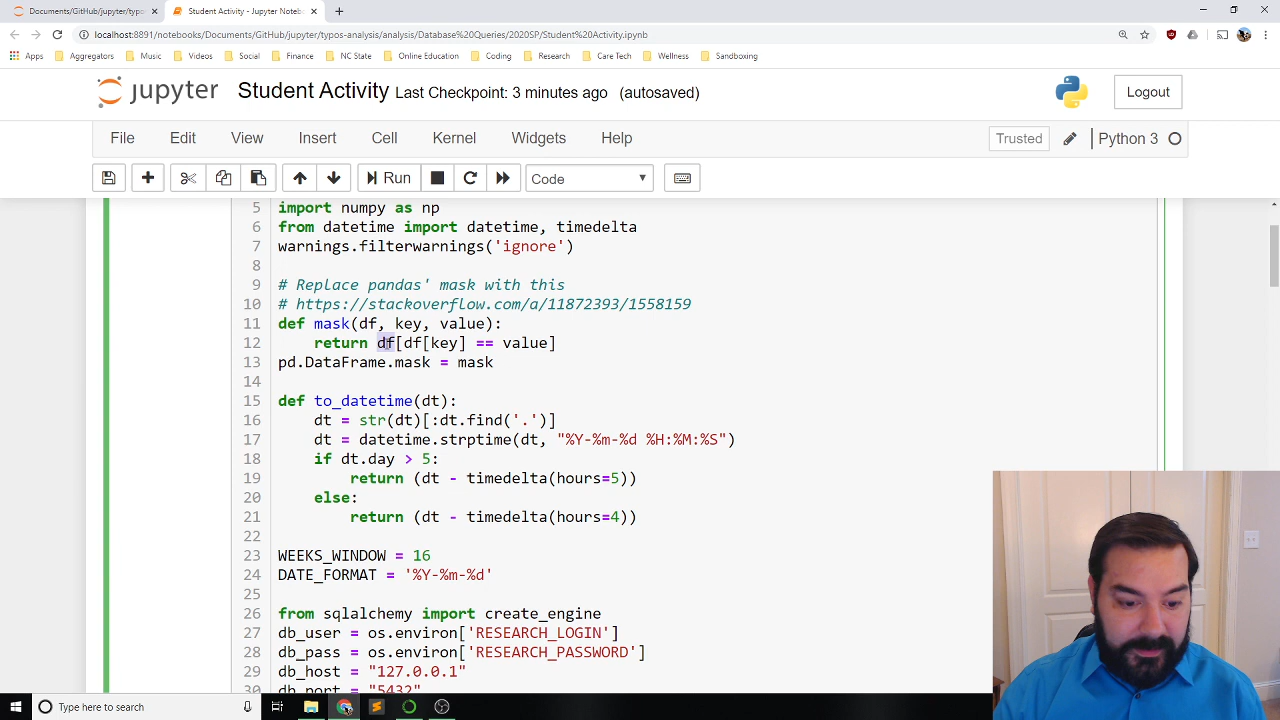 Documents/GitHub/jupyter/typo
Student Activity - Jupyter Noteb
localhost:8891/notebooks/Documents/GitHub/jupyter/typos-analysis/analysis/Database%20Queries/2020SP/Student%20Activity.ipynb
Apps Aggregators Music Videos Social Finance NC State Online Education Coding Research Care Tech Wellness Sandboxing
jupyter Student Activity Last Checkpoint: 3 minutes ago (autosaved) Logout
File Edit View Insert Cell Kernel Widgets Help Trusted Python 3
Run Code
5 import numpy as np
6 from datetime import datetime, timedelta
7 warnings.filterwarnings('ignore')
8
9 # Replace pandas' mask with this
10 # https://stackoverflow.com/a/11872393/1558159
11 def mask(df, key, value):
12     return df[df[key] == value]
13 pd.DataFrame.mask = mask
14
15 def to_datetime(dt):
16     dt = str(dt)[:dt.find('.')]
17     dt = datetime.strptime(dt, "%Y-%m-%d %H:%M:%S")
18     if dt.day > 5:
19         return (dt - timedelta(hours=5))
20     else:
21         return (dt - timedelta(hours=4))
22
23 WEEKS_WINDOW = 16
24 DATE_FORMAT = '%Y-%m-%d'
25
26 from sqlalchemy import create_engine
27 db_user = os.environ['RESEARCH_LOGIN']
28 db_pass = os.environ['RESEARCH_PASSWORD']
29 db_host = "127.0.0.1"
30 db_port = "5432"
Type here to search